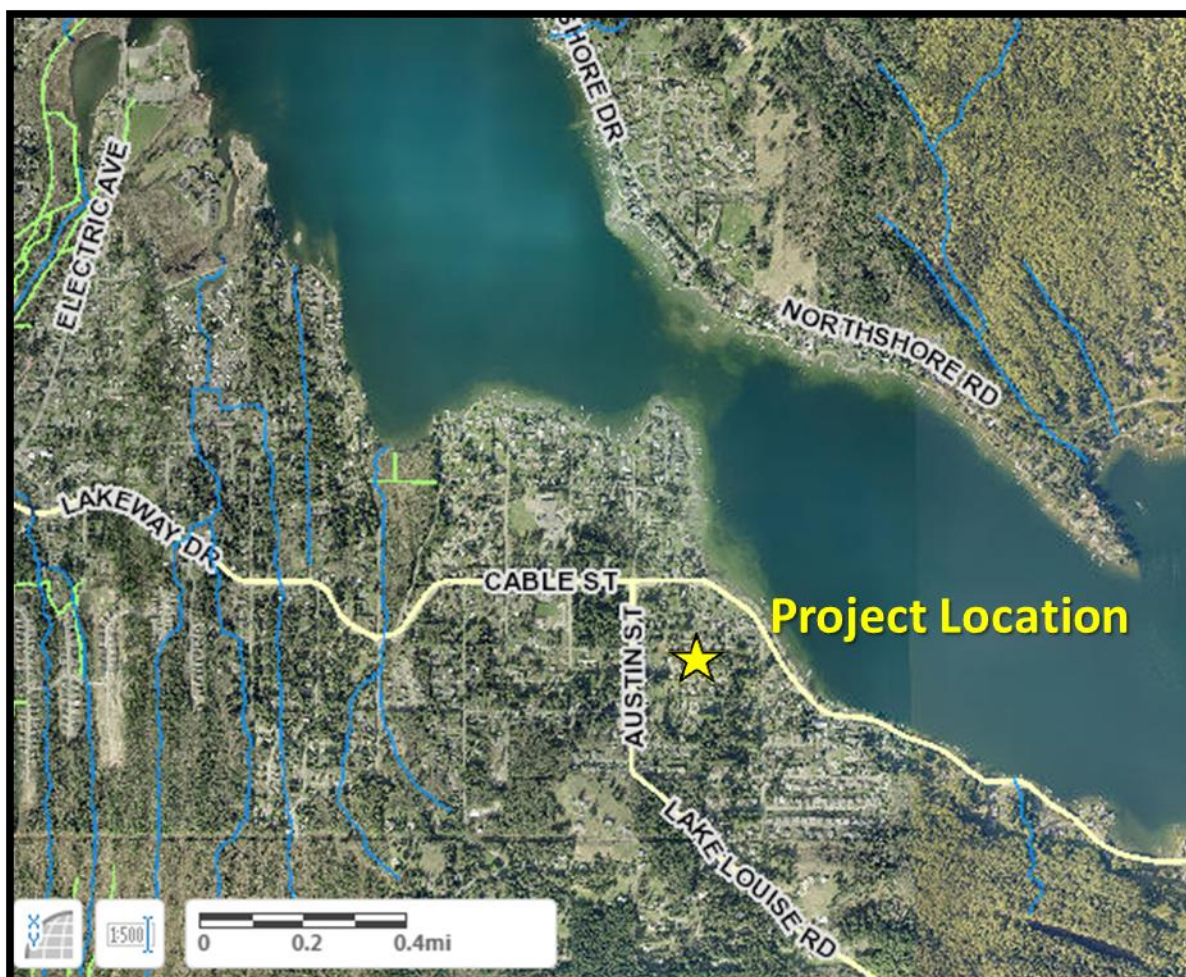 SHORE DR
ELECTRIC AVE
NORTHSHORE RD
LAKEWAY DR
CABLE ST
AUSTIN ST
Project Location
LAKE LOUISE RD
XY
1:500
0 0.2 0.4mi